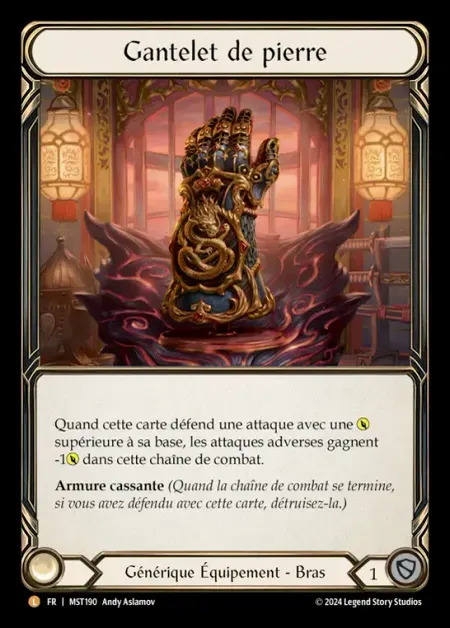 Gantelet de pierre
Quand cette carte défend une attaque avec une
supérieure à sa base, les attaques adverses gagnent
-1 dans cette chaîne de combat.
Armure cassante (Quand la chaîne de combat se termine,
si vous avez défendu avec cette carte, détruisez-la.)
Générique Équipement - Bras
1
L FR | MST190 Andy Aslamov
© 2024 Legend Story Studios